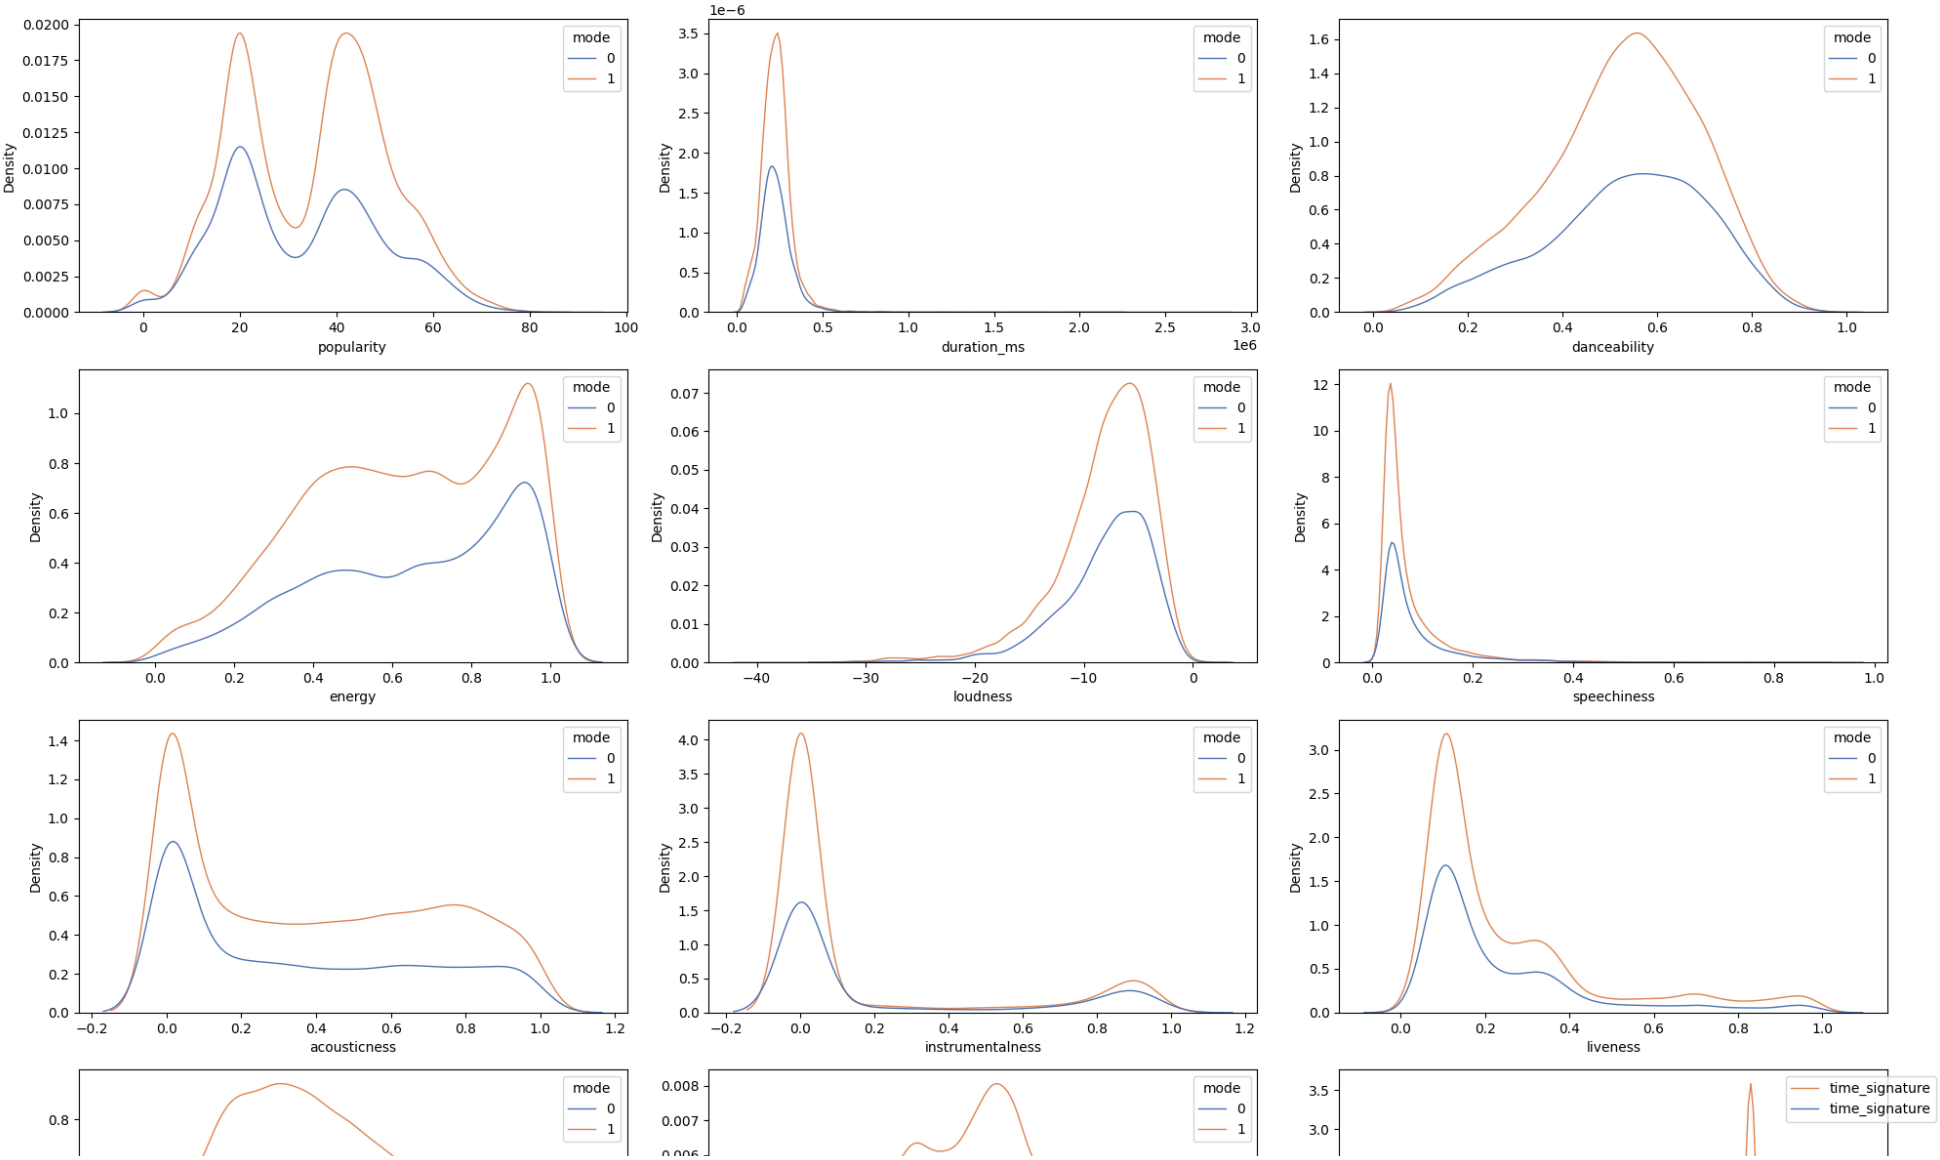 mode
0
1
Density
0.0200
0.0175
0.0150
0.0125
0.0100
0.0075
0.0050
0.0025
0.0000
0 20 40 60 80 100
popularity
1e−6
mode
0
1
Density
3.5
3.0
2.5
2.0
1.5
1.0
0.5
0.0
0.0 0.5 1.0 1.5 2.0 2.5 3.0
1e6
duration_ms
mode
0
1
Density
1.6
1.4
1.2
1.0
0.8
0.6
0.4
0.2
0.0
0.0 0.2 0.4 0.6 0.8 1.0
danceability
mode
0
1
Density
1.0
0.8
0.6
0.4
0.2
0.0
0.0 0.2 0.4 0.6 0.8 1.0
energy
mode
0
1
Density
0.07
0.06
0.05
0.04
0.03
0.02
0.01
0.00
−40 −30 −20 −10 0
loudness
mode
0
1
Density
12
10
8
6
4
2
0
0.0 0.2 0.4 0.6 0.8 1.0
speechiness
mode
0
1
Density
1.4
1.2
1.0
0.8
0.6
0.4
0.2
0.0
−0.2 0.0 0.2 0.4 0.6 0.8 1.0 1.2
acousticness
mode
0
1
Density
4.0
3.5
3.0
2.5
2.0
1.5
1.0
0.5
0.0
−0.2 0.0 0.2 0.4 0.6 0.8 1.0 1.2
instrumentalness
mode
0
1
Density
3.0
2.5
2.0
1.5
1.0
0.5
0.0
0.0 0.2 0.4 0.6 0.8 1.0
liveness
mode
0
1
0.8
mode
0
1
0.008
0.007
0.006
time_signature
time_signature
3.5
3.0